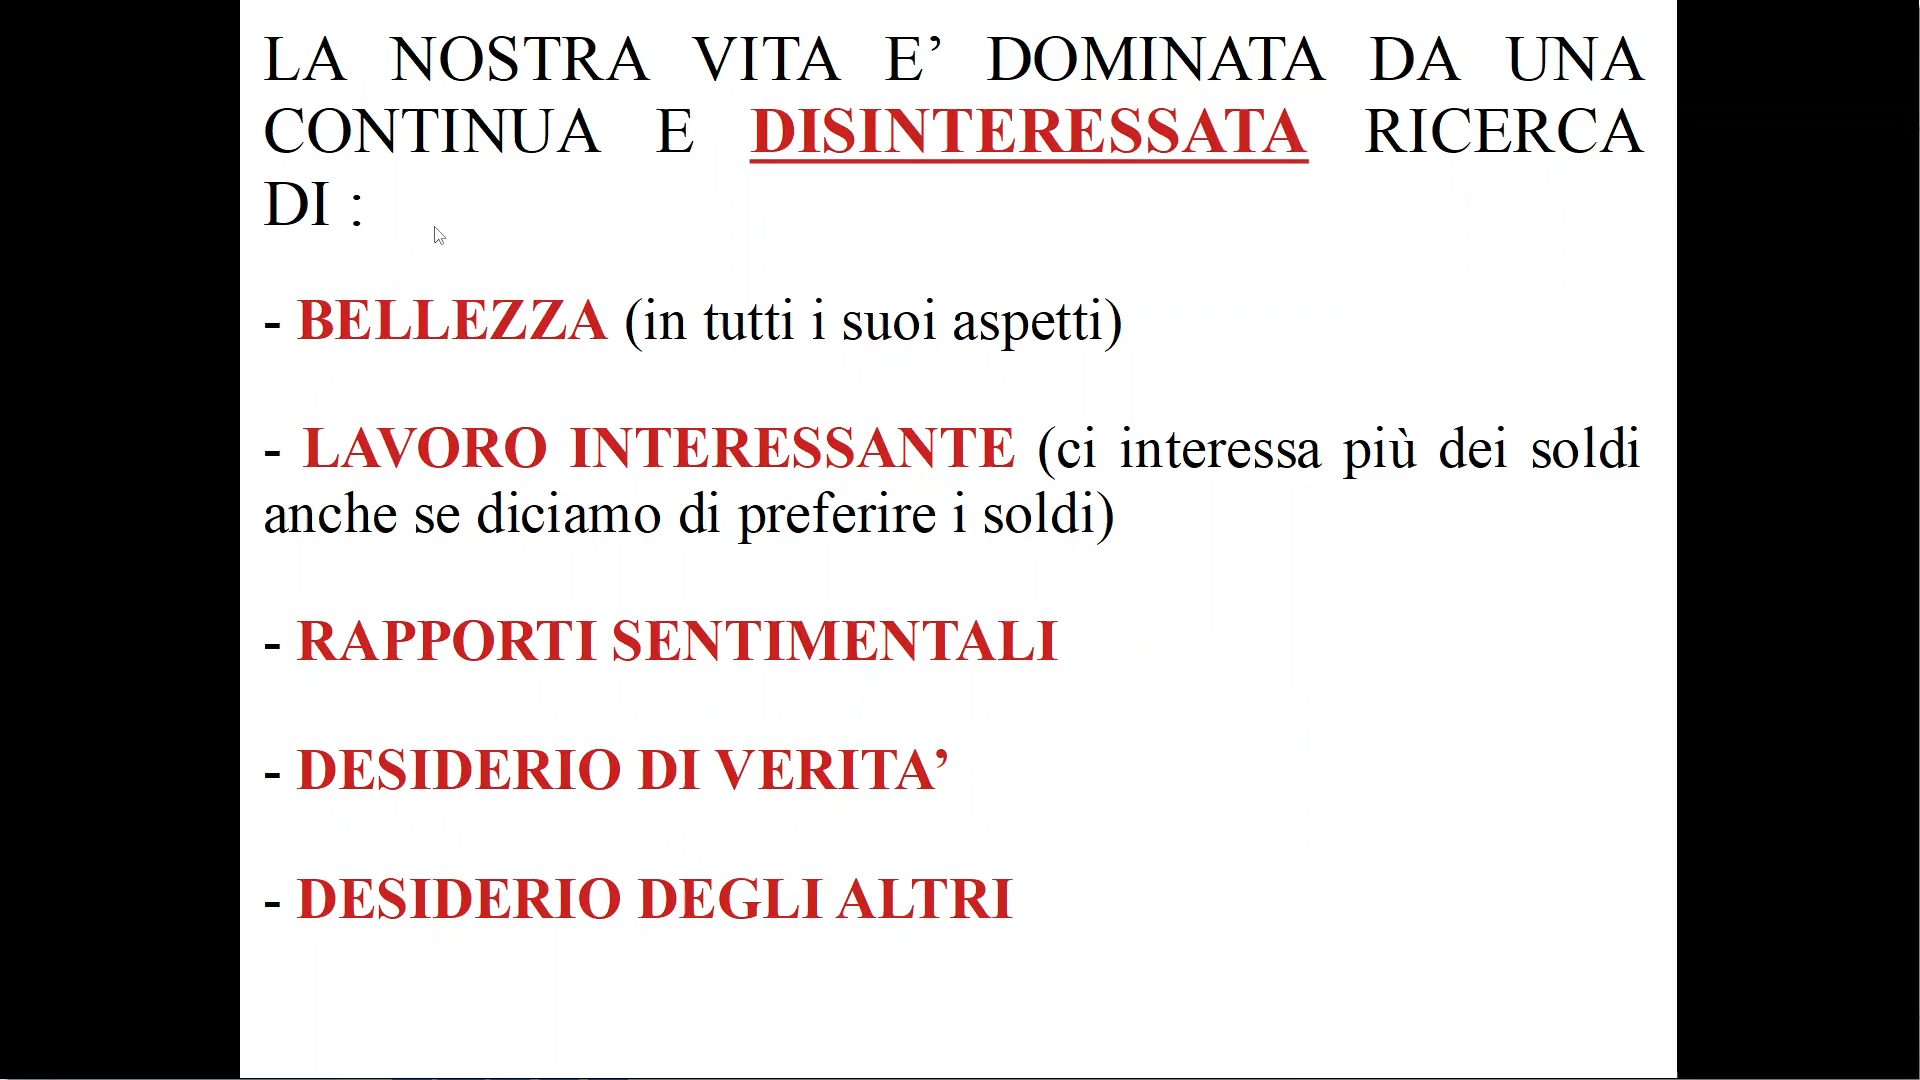 LA NOSTRA VITA E’ DOMINATA DA UNA
CONTINUA E DISINTERESSATA RICERCA
DI :
- BELLEZZA (in tutti i suoi aspetti)
- LAVORO INTERESSANTE (ci interessa più dei soldi
anche se diciamo di preferire i soldi)
- RAPPORTI SENTIMENTALI
- DESIDERIO DI VERITA’
- DESIDERIO DEGLI ALTRI